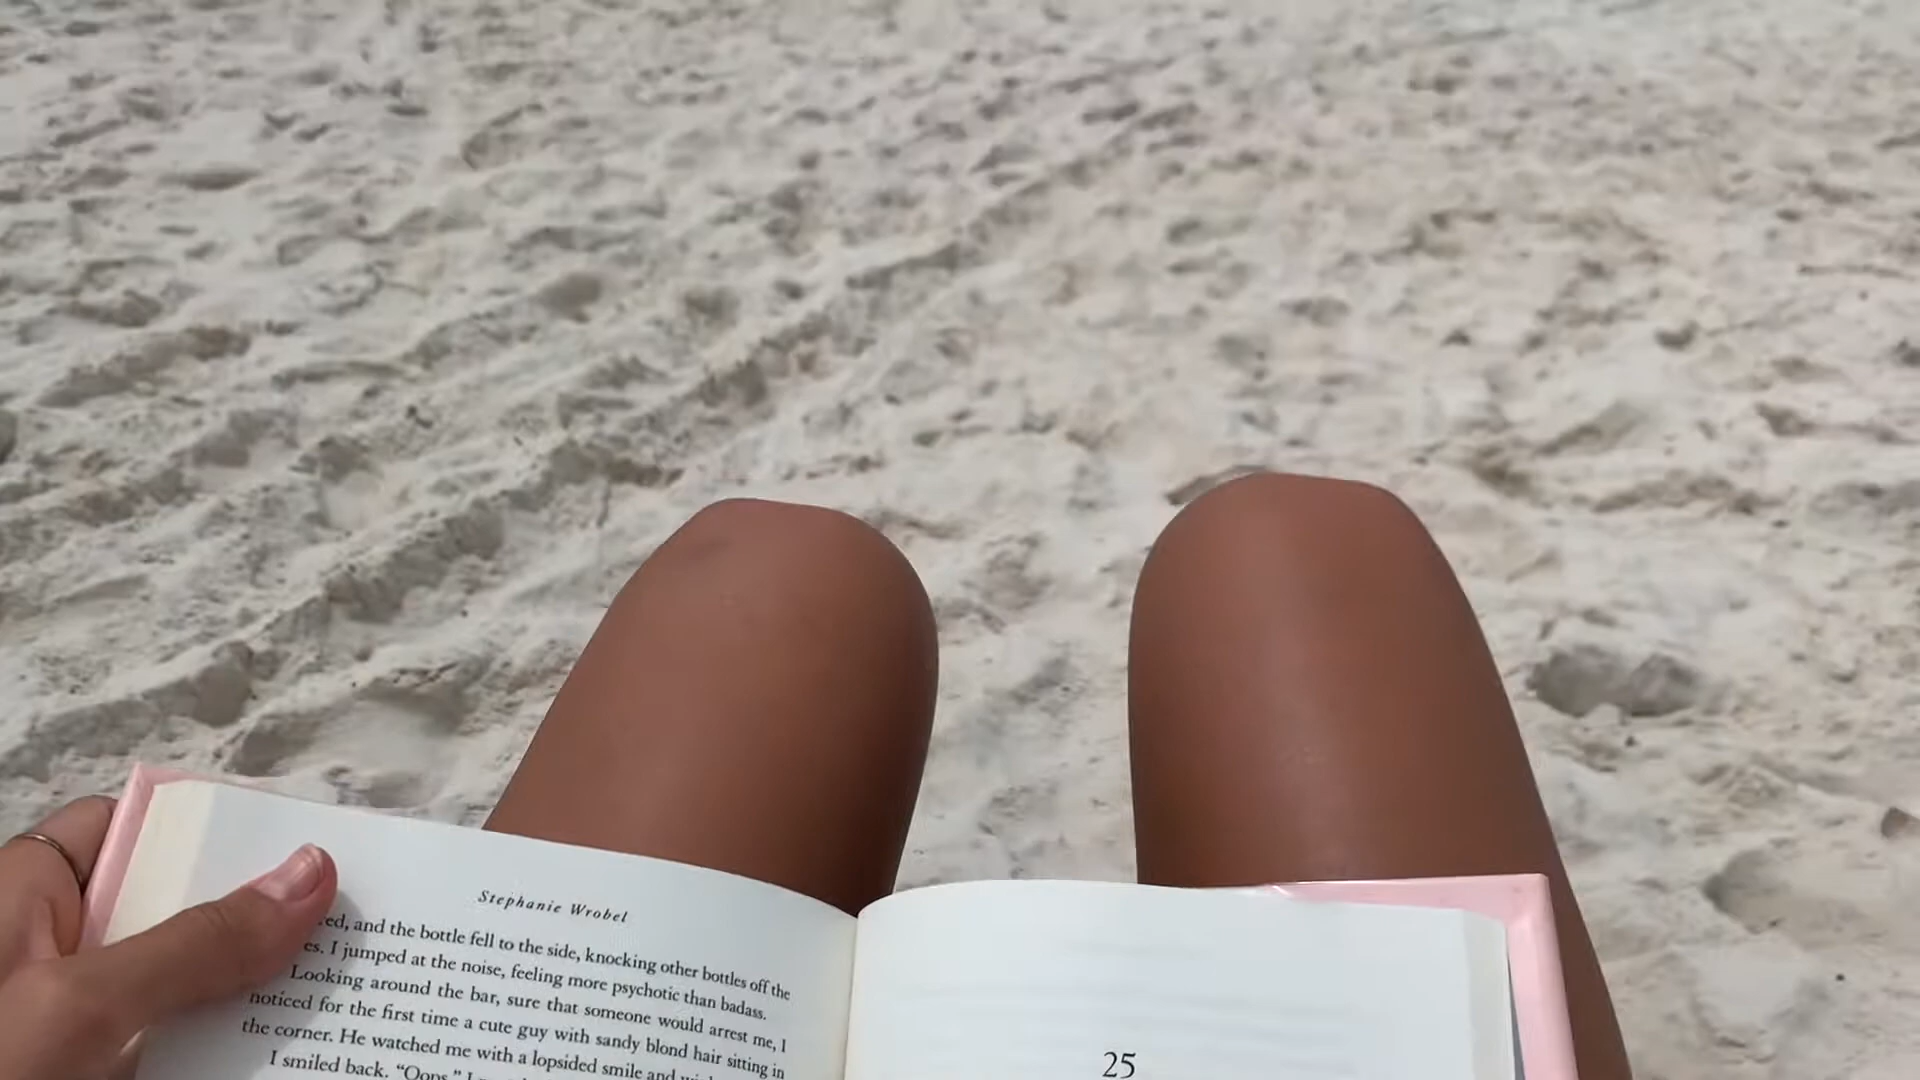 Stephanie Wrobel
ed, and the bottle fell to the side, knocking other bottles off the
es. I jumped at the noise, feeling more psychotic than badass.
Looking around the bar, sure that someone would arrest me, I
noticed for the first time a cute guy with sandy blond hair sitting in
the corner. He watched me with a lopsided smile and
I smiled back. “Oops,” I
25